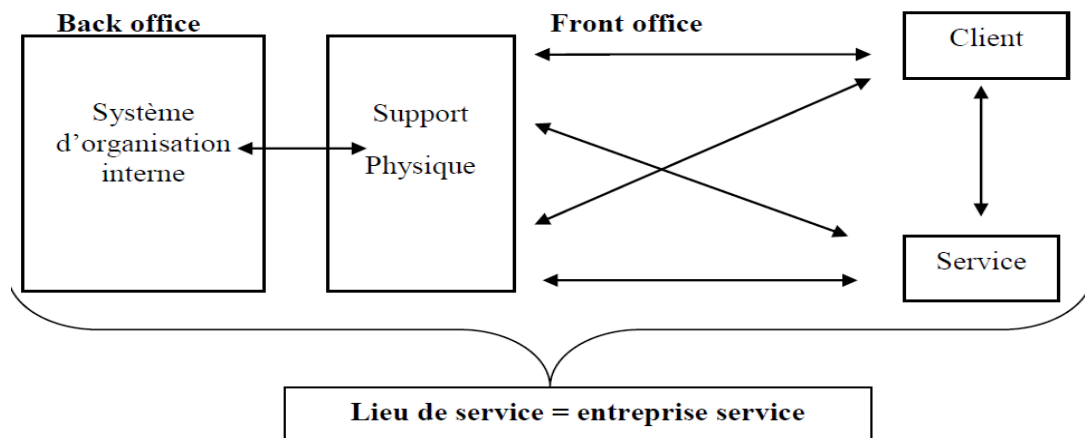 Back office
Front office
Client
Système
d'organisation
interne
Support
Physique
Service
Lieu de service = entreprise service